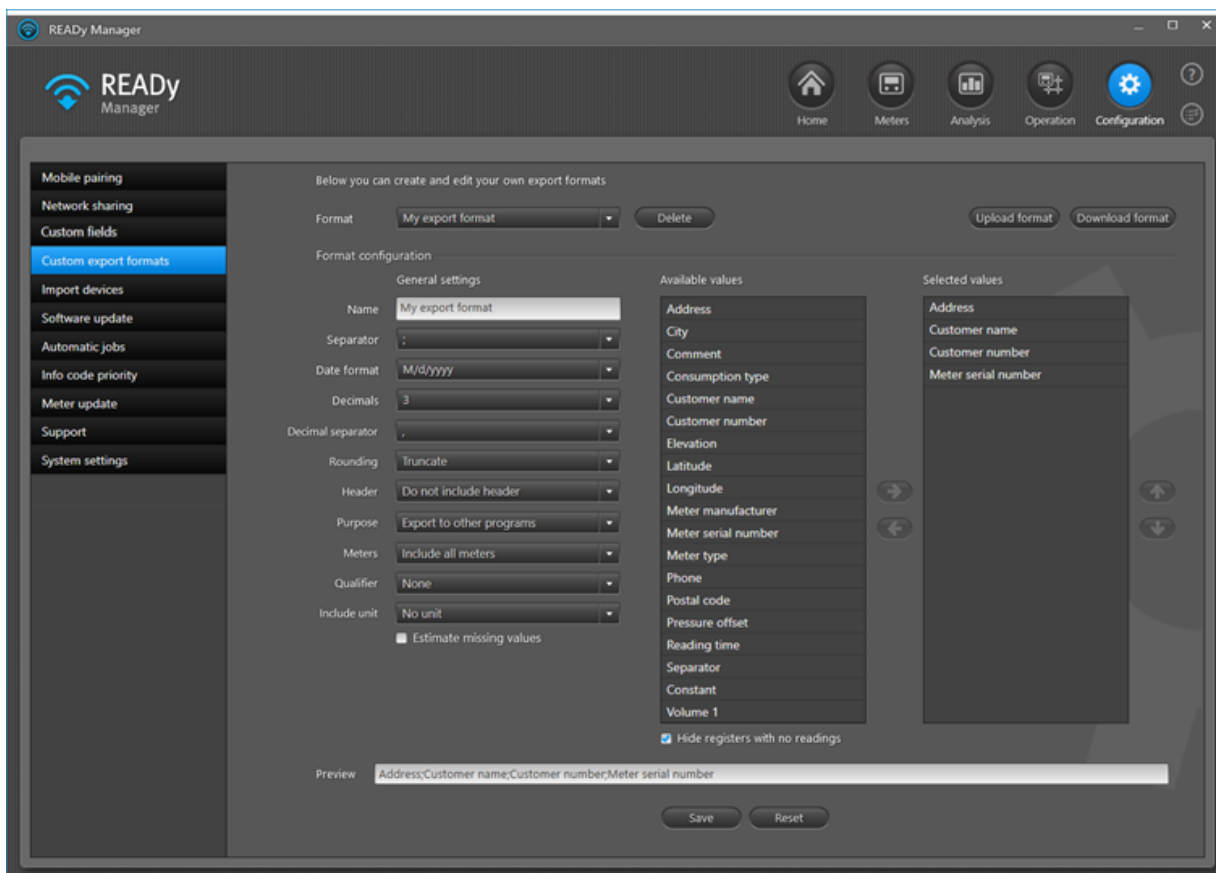 READy Manager
READy
Manager
Home
Meters
Analysis
Operation
Configuration
?
Mobile pairing
Network sharing
Custom fields
Custom export formats
Import devices
Software update
Automatic jobs
Info code priority
Meter update
Support
System settings
Below you can create and edit your own export formats
Format My export format Delete Upload format Download format
Format configuration
General settings
Name My export format
Separator ;
Date format M/d/yyyy
Decimals 3
Decimal separator ,
Rounding Truncate
Header Do not include header
Purpose Export to other programs
Meters Include all meters
Qualifier None
Include unit No unit
Estimate missing values
Available values
Address
City
Comment
Consumption type
Customer name
Customer number
Elevation
Latitude
Longitude
Meter manufacturer
Meter serial number
Meter type
Phone
Postal code
Pressure offset
Reading time
Separator
Constant
Volume 1
Hide registers with no readings
Selected values
Address
Customer name
Customer number
Meter serial number
Preview Address;Customer name;Customer number;Meter serial number
Save Reset